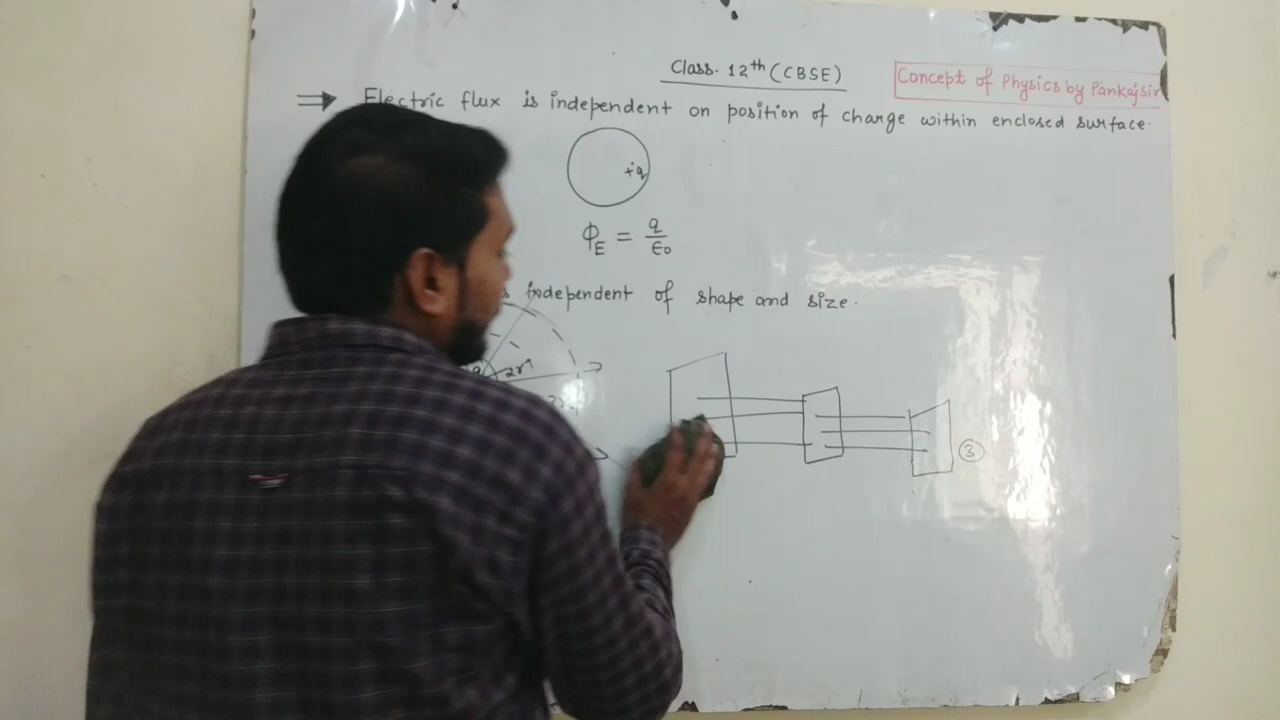 Class- 12th (CBSE)
Concept of Physics by Pankajsir
⇒ Electric flux is independent on position of charge within enclosed surface.
+q
ϕE = q/ϵ0
independent of shape and size.
2r
③